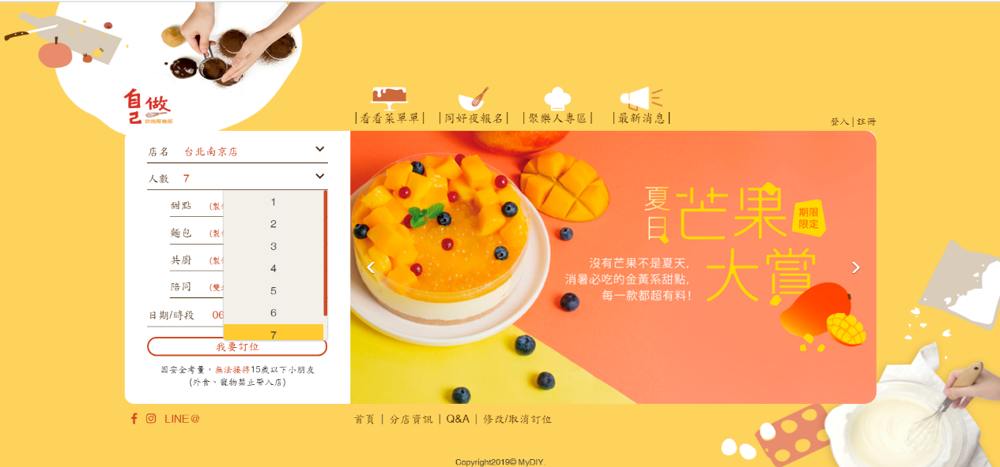 自己做
烘焙聚樂部
|看看菜單單| |同好夜報名| |聚樂人專區| |最新消息|
登入 | 註冊
店名 台北南京店
人數 7
1
2
3
4
5
6
7
甜點 (製
麵包 (製
共廚 (製
陪同 (雙
日期/時段 06
我要訂位
因安全考量，無法接待15歲以下小朋友
(外食、寵物禁止帶入店)
夏日芒果大賞
期限
限定
沒有芒果不是夏天,
消暑必吃的金黃系甜點,
每一款都超有料!
LINE@
首頁 | 分店資訊 | Q&A | 修改/取消訂位
Copyright2019© MyDIY.